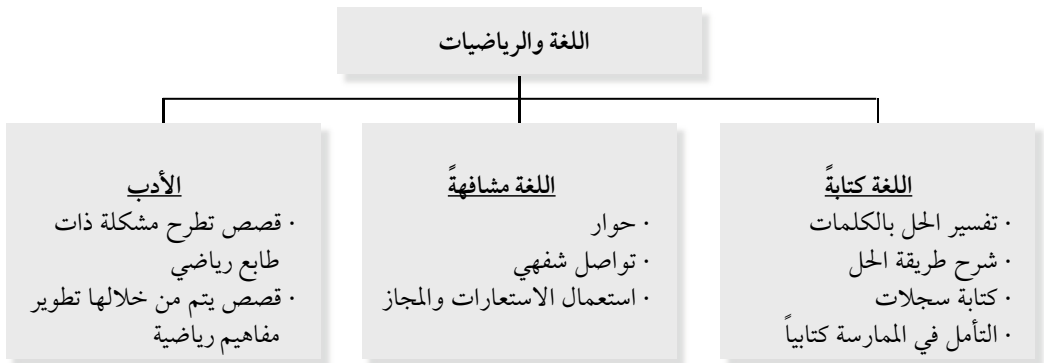 اللغة والرياضيات
اللغة كتابةً
· تفسير الحل بالكلمات
· شرح طريقة الحل
· كتابة سجلات
· التأمل في الممارسة كتابياً
اللغة مشافهةً
· حوار
· تواصل شفهي
· استعمال الاستعارات والمجاز
الأدب
· قصص تطرح مشكلة ذات
طابع رياضي
· قصص يتم من خلالها تطوير
مفاهيم رياضية